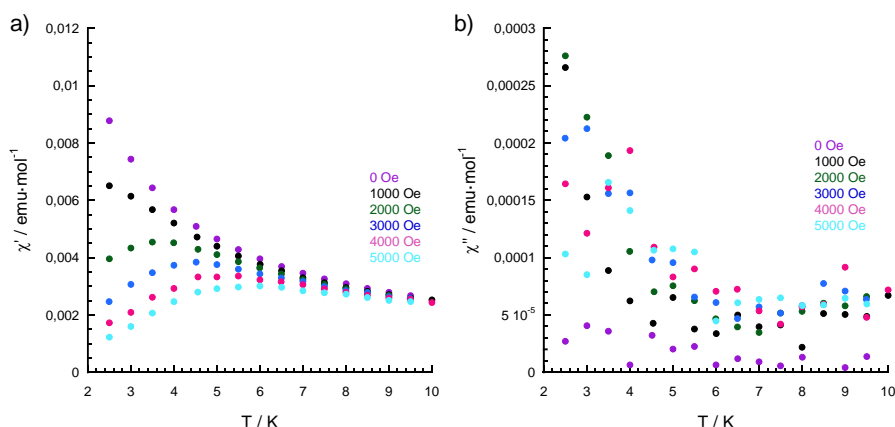 a)
0,012
0,01
0,008
0,006
0,004
0,002
0
χ' / emu·mol⁻¹
0 Oe
1000 Oe
2000 Oe
3000 Oe
4000 Oe
5000 Oe
2 3 4 5 6 7 8 9 10
T / K
b)
0,0003
0,00025
0,0002
0,00015
0,0001
5 10⁻⁵
0
χ'' / emu·mol⁻¹
0 Oe
1000 Oe
2000 Oe
3000 Oe
4000 Oe
5000 Oe
2 3 4 5 6 7 8 9 10
T / K